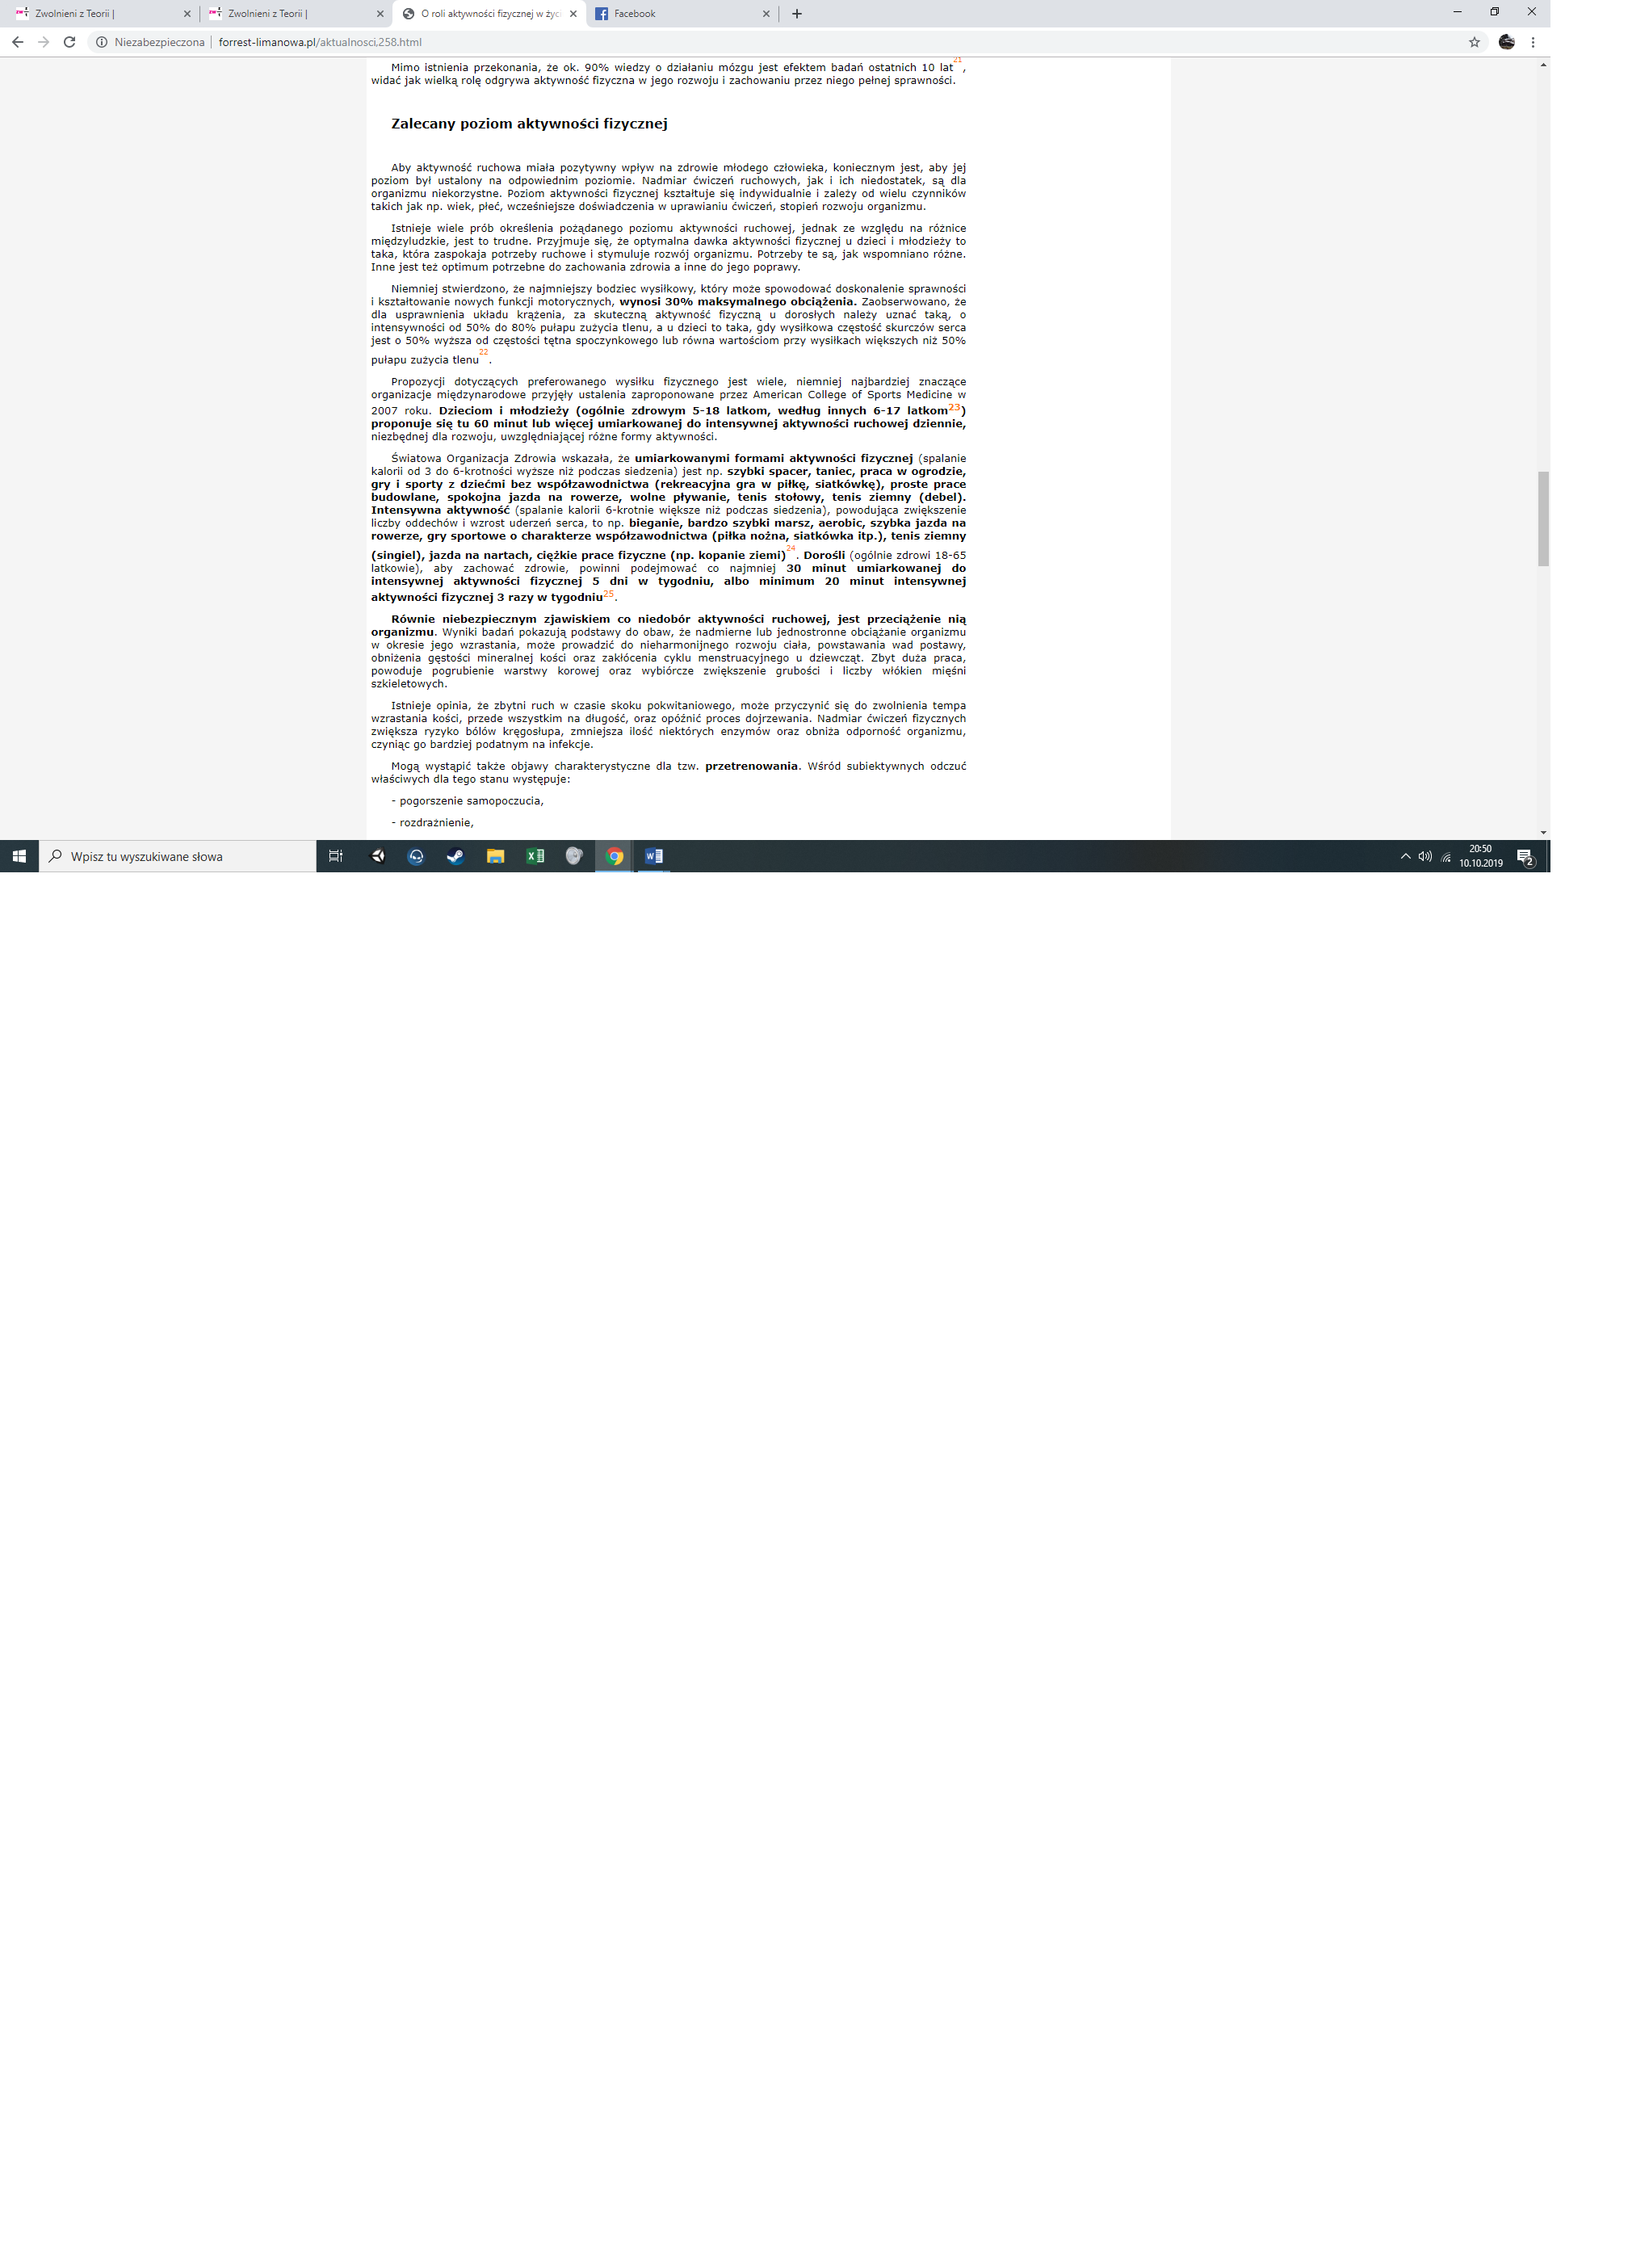 Zwolnieni z Teorii |
Zwolnieni z Teorii |
O roli aktywności fizycznej w życi
Facebook
Niezabezpieczona | forrest-limanowa.pl/aktualnosci,258.html
Mimo istnienia przekonania, że ok. 90% wiedzy o działaniu mózgu jest efektem badań ostatnich 10 lat21,
widać jak wielką rolę odgrywa aktywność fizyczna w jego rozwoju i zachowaniu przez niego pełnej sprawności.
Zalecany poziom aktywności fizycznej
Aby aktywność ruchowa miała pozytywny wpływ na zdrowie młodego człowieka, koniecznym jest, aby jej
poziom był ustalony na odpowiednim poziomie. Nadmiar ćwiczeń ruchowych, jak i ich niedostatek, są dla
organizmu niekorzystne. Poziom aktywności fizycznej kształtuje się indywidualnie i zależy od wielu czynników
takich jak np. wiek, płeć, wcześniejsze doświadczenia w uprawianiu ćwiczeń, stopień rozwoju organizmu.
Istnieje wiele prób określenia pożądanego poziomu aktywności ruchowej, jednak ze względu na różnice
międzyludzkie, jest to trudne. Przyjmuje się, że optymalna dawka aktywności fizycznej u dzieci i młodzieży to
taka, która zaspokaja potrzeby ruchowe i stymuluje rozwój organizmu. Potrzeby te są, jak wspomniano różne.
Inne jest też optimum potrzebne do zachowania zdrowia a inne do jego poprawy.
Niemniej stwierdzono, że najmniejszy bodziec wysiłkowy, który może spowodować doskonalenie sprawności
i kształtowanie nowych funkcji motorycznych, wynosi 30% maksymalnego obciążenia. Zaobserwowano, że
dla usprawnienia układu krążenia, za skuteczną aktywność fizyczną u dorosłych należy uznać taką, o
intensywności od 50% do 80% pułapu zużycia tlenu, a u dzieci to taka, gdy wysiłkowa częstość skurczów serca
jest o 50% wyższa od częstości tętna spoczynkowego lub równa wartościom przy wysiłkach większych niż 50%
pułapu zużycia tlenu22.
Propozycji dotyczących preferowanego wysiłku fizycznego jest wiele, niemniej najbardziej znaczące
organizacje międzynarodowe przyjęły ustalenia zaproponowane przez American College of Sports Medicine w
2007 roku. Dzieciom i młodzieży (ogólnie zdrowym 5-18 latkom, według innych 6-17 latkom23)
proponuje się tu 60 minut lub więcej umiarkowanej do intensywnej aktywności ruchowej dziennie,
niezbędnej dla rozwoju, uwzględniającej różne formy aktywności.
Światowa Organizacja Zdrowia wskazała, że umiarkowanymi formami aktywności fizycznej (spalanie
kalorii od 3 do 6-krotności wyższe niż podczas siedzenia) jest np. szybki spacer, taniec, praca w ogrodzie,
gry i sporty z dziećmi bez współzawodnictwa (rekreacyjna gra w piłkę, siatkówkę), proste prace
budowlane, spokojna jazda na rowerze, wolne pływanie, tenis stołowy, tenis ziemny (debel).
Intensywna aktywność (spalanie kalorii 6-krotnie większe niż podczas siedzenia), powodująca zwiększenie
liczby oddechów i wzrost uderzeń serca, to np. bieganie, bardzo szybki marsz, aerobic, szybka jazda na
rowerze, gry sportowe o charakterze współzawodnictwa (piłka nożna, siatkówka itp.), tenis ziemny
(singiel), jazda na nartach, ciężkie prace fizyczne (np. kopanie ziemi)24. Dorośli (ogólnie zdrowi 18-65
latkowie), aby zachować zdrowie, powinni podejmować co najmniej 30 minut umiarkowanej do
intensywnej aktywności fizycznej 5 dni w tygodniu, albo minimum 20 minut intensywnej
aktywności fizycznej 3 razy w tygodniu25.
Równie niebezpiecznym zjawiskiem co niedobór aktywności ruchowej, jest przeciążenie nią
organizmu. Wyniki badań pokazują podstawy do obaw, że nadmierne lub jednostronne obciążanie organizmu
w okresie jego wzrastania, może prowadzić do nieharmonijnego rozwoju ciała, powstawania wad postawy,
obniżenia gęstości mineralnej kości oraz zakłócenia cyklu menstruacyjnego u dziewcząt. Zbyt duża praca,
powoduje pogrubienie warstwy korowej oraz wybiórcze zwiększenie grubości i liczby włókien mięśni
szkieletowych.
Istnieje opinia, że zbytni ruch w czasie skoku pokwitaniowego, może przyczynić się do zwolnienia tempa
wzrastania kości, przede wszystkim na długość, oraz opóźnić proces dojrzewania. Nadmiar ćwiczeń fizycznych
zwiększa ryzyko bólów kręgosłupa, zmniejsza ilość niektórych enzymów oraz obniża odporność organizmu,
czyniąc go bardziej podatnym na infekcje.
Mogą wystąpić także objawy charakterystyczne dla tzw. przetrenowania. Wśród subiektywnych odczuć
właściwych dla tego stanu występuje:
- pogorszenie samopoczucia,
- rozdrażnienie,
Wpisz tu wyszukiwane słowa
20:50
10.10.2019
2